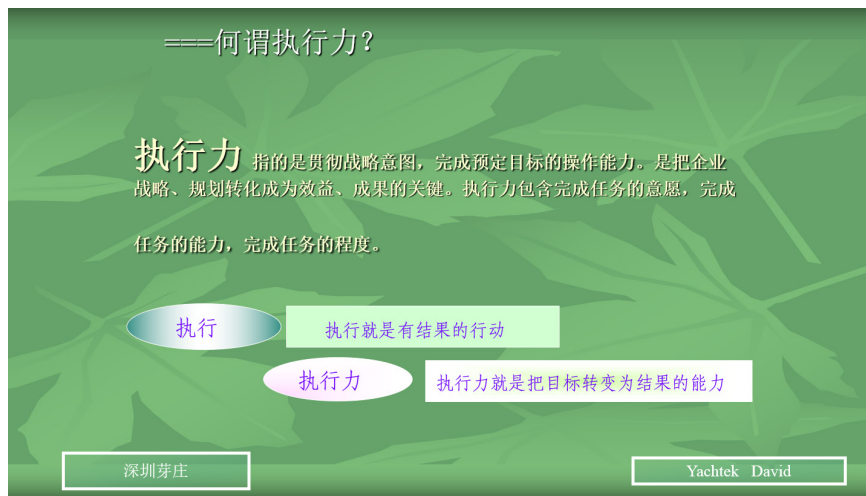 ===何谓执行力?
执行力 指的是贯彻战略意图，完成预定目标的操作能力。是把企业
战略、规划转化成为效益、成果的关键。执行力包含完成任务的意愿，完成
任务的能力，完成任务的程度。
执行
执行就是有结果的行动
执行力
执行力就是把目标转变为结果的能力
深圳芽庄
Yachtek David